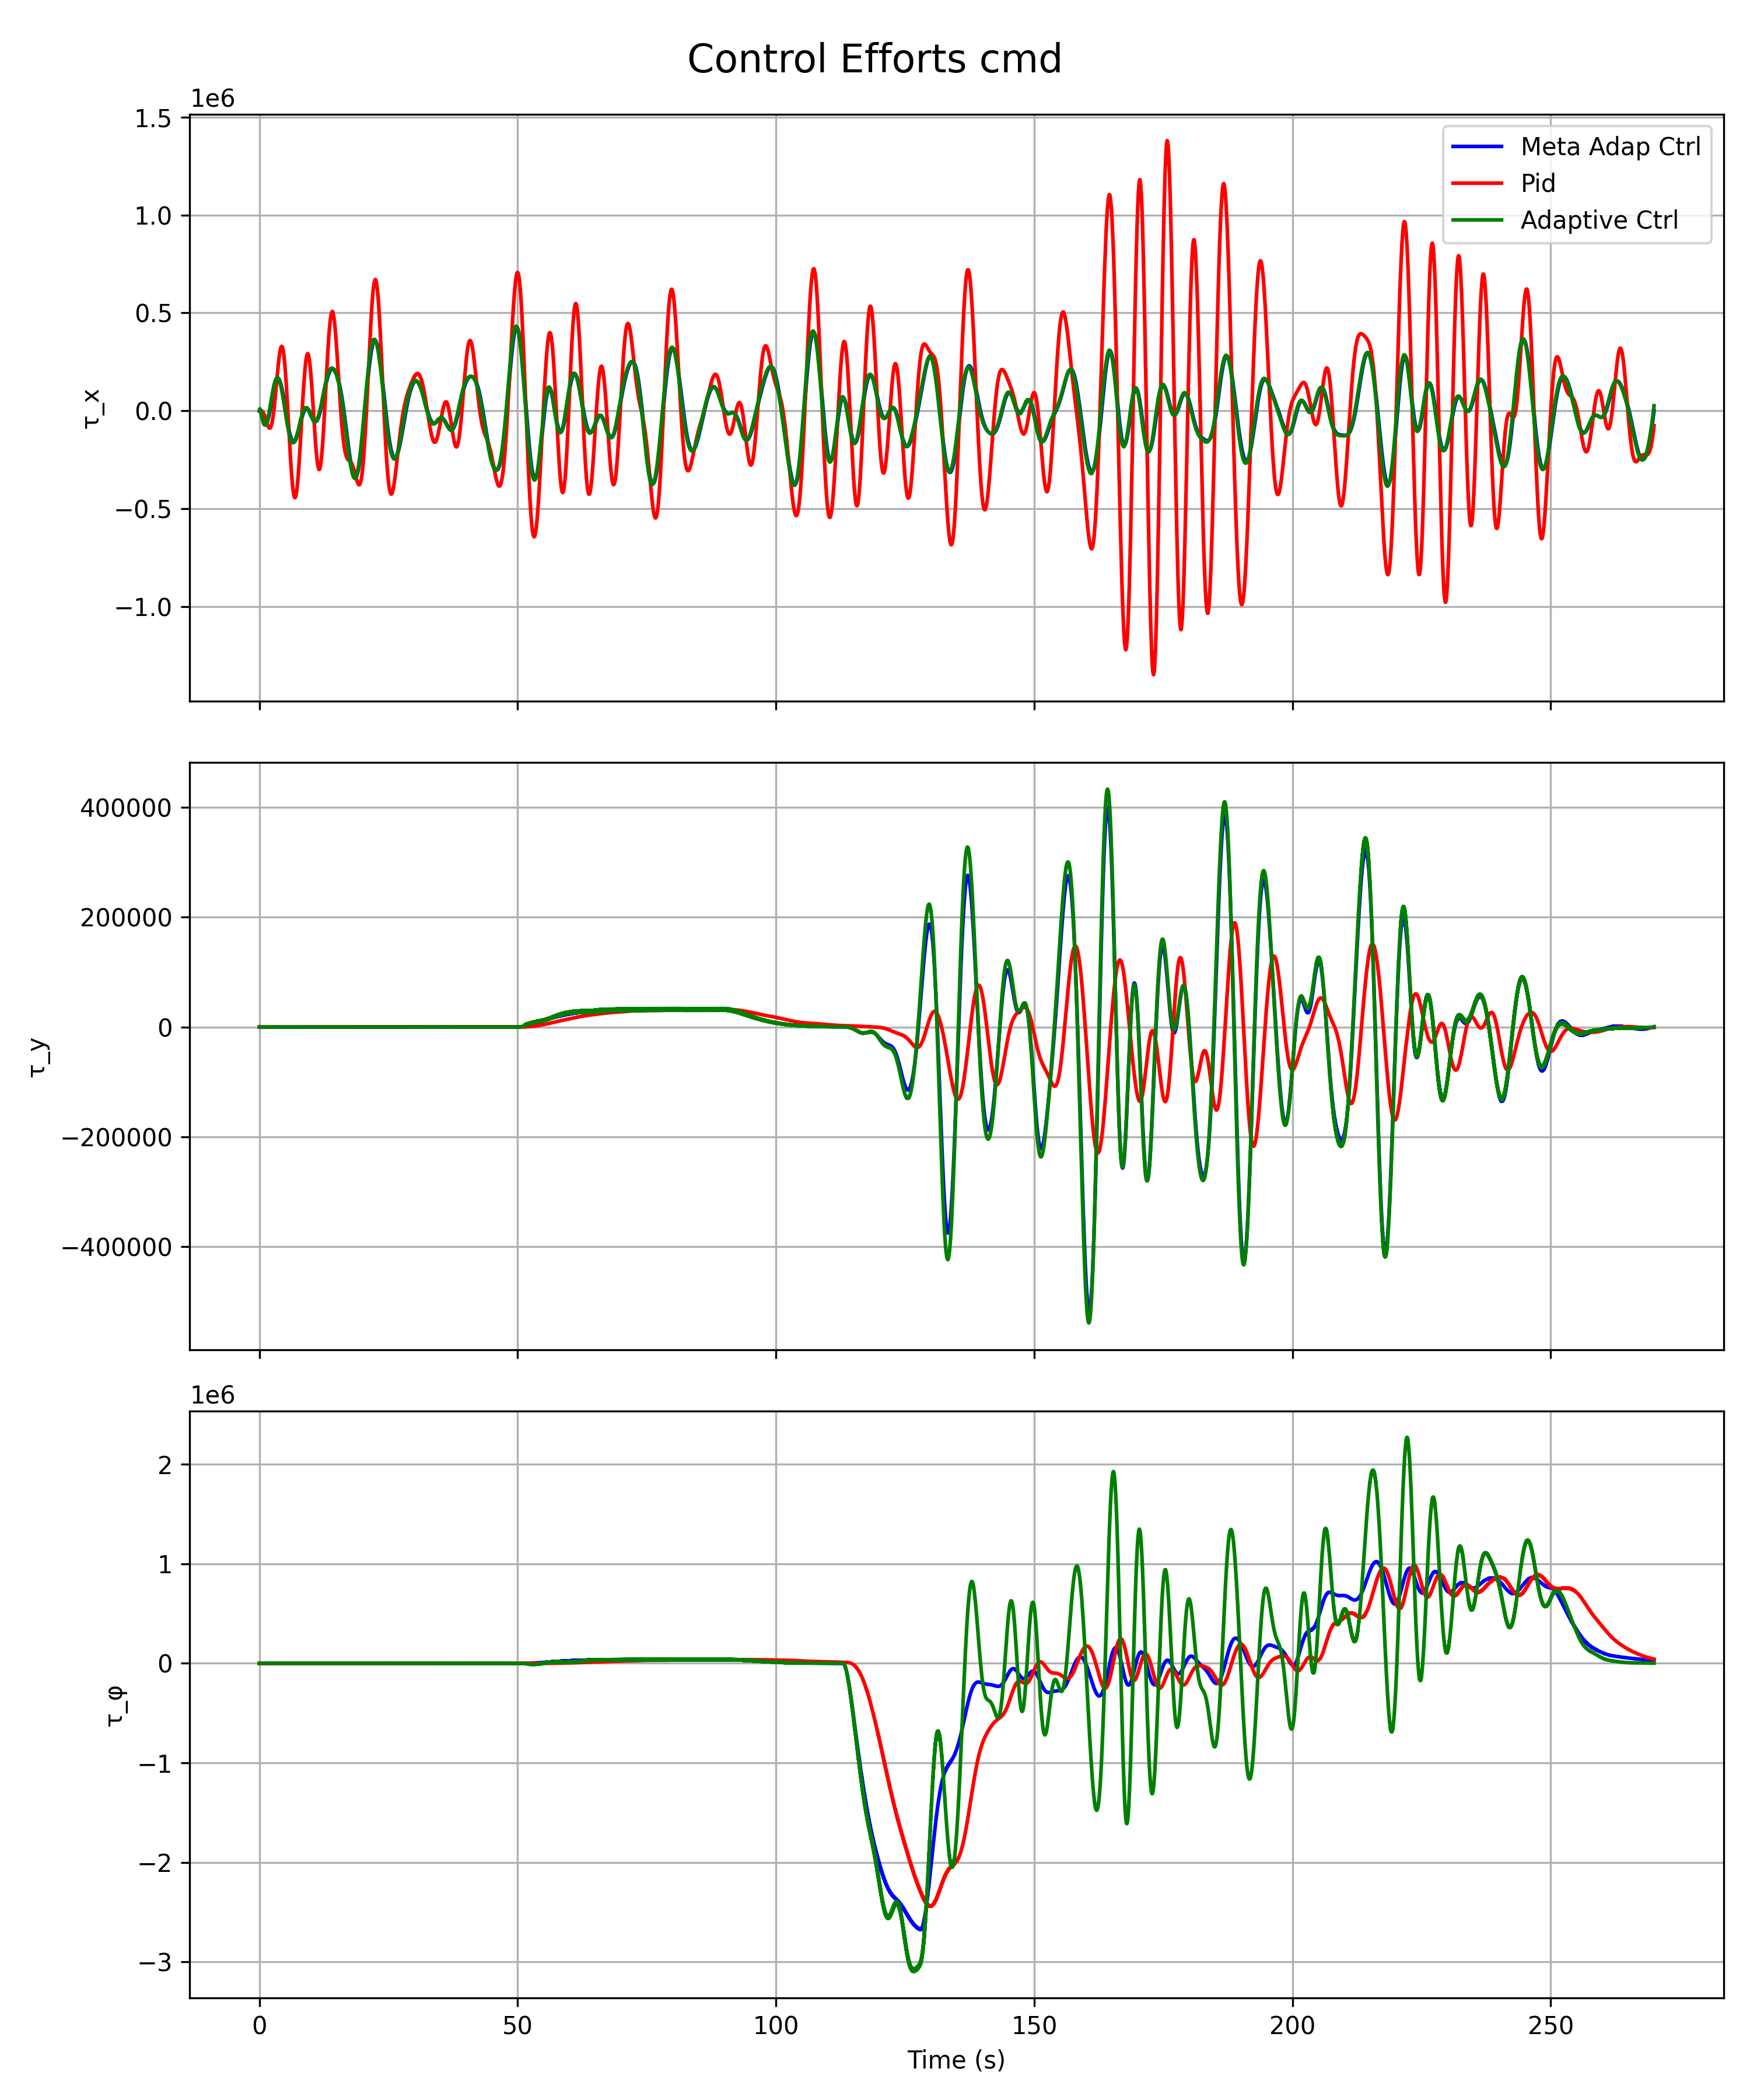 Control Efforts cmd
1e6
1.5
1.0
0.5
0.0
−0.5
−1.0
τ_x
Meta Adap Ctrl
Pid
Adaptive Ctrl
400000
200000
0
−200000
−400000
τ_y
1e6
2
1
0
−1
−2
−3
τ_φ
0 50 100 150 200 250
Time (s)